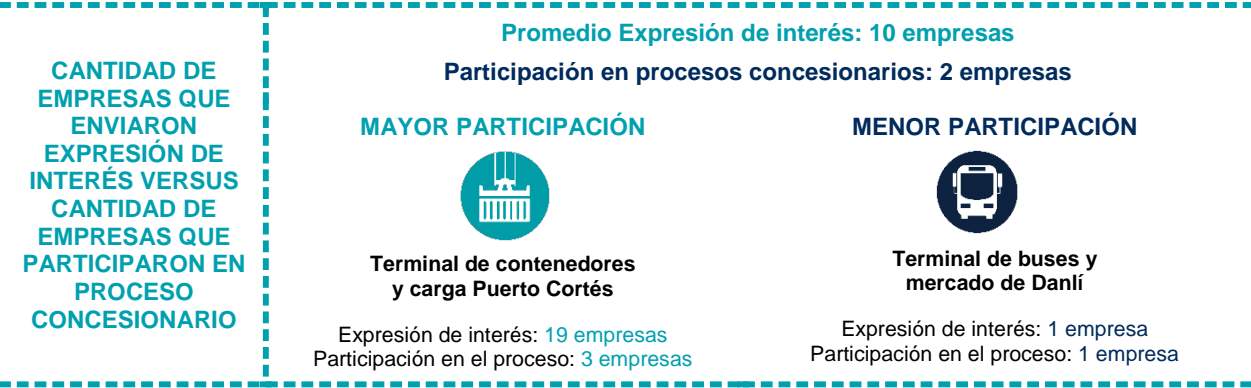 CANTIDAD DE
EMPRESAS QUE
ENVIARON
EXPRESIÓN DE
INTERÉS VERSUS
CANTIDAD DE
EMPRESAS QUE
PARTICIPARON EN
PROCESO
CONCESIONARIO
Promedio Expresión de interés: 10 empresas
Participación en procesos concesionarios: 2 empresas
MAYOR PARTICIPACIÓN
Terminal de contenedores
y carga Puerto Cortés
Expresión de interés: 19 empresas
Participación en el proceso: 3 empresas
MENOR PARTICIPACIÓN
Terminal de buses y
mercado de Danlí
Expresión de interés: 1 empresa
Participación en el proceso: 1 empresa